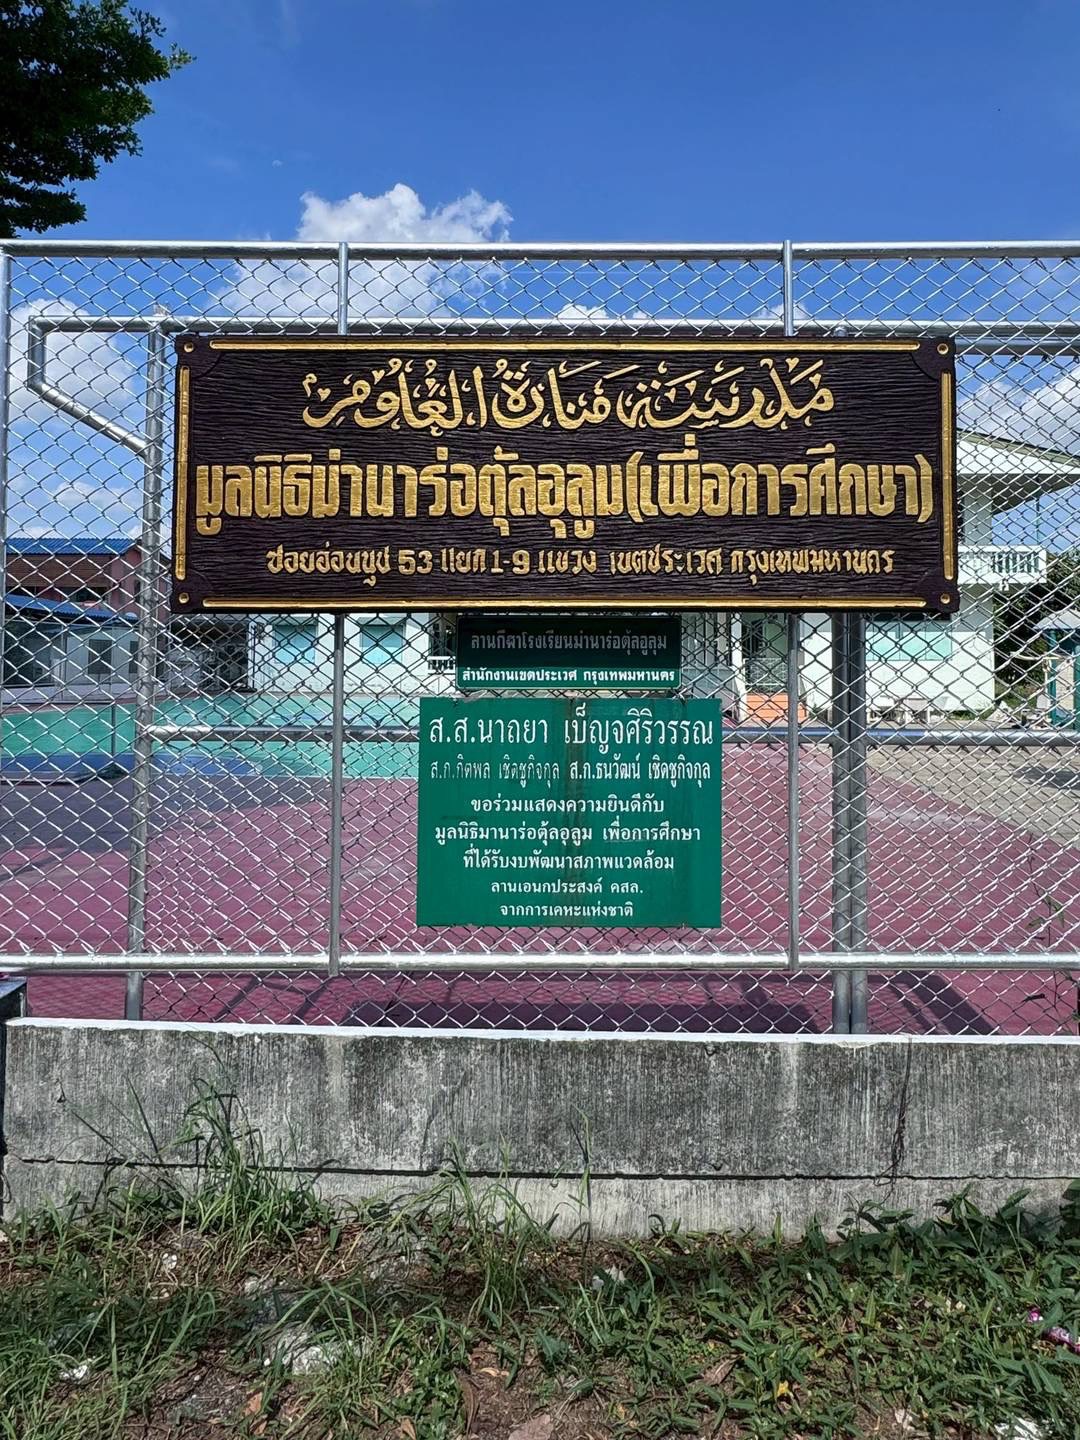 مَدْرَسَة مَنَارَةُ الْعُلُوم
มูลนิธิม่านาร่อตุ้ลอุลูม(เพื่อการศึกษา)
ซอยอ่อนนุช 53 แยก 1-9 แขวง เขตประเวศ กรุงเทพมหานคร
ลานกีฬาโรงเรียนม่านาร่อตุ้ลอูลุม
สำนักงานเขตประเวศ กรุงเทพมหานคร
ส.ส.นาถยา เบ็ญจศิริวรรณ
ส.ก.กิตพล เชิดชูกิจกุล ส.ก.ธนวัฒน์ เชิดชูกิจกุล
ขอร่วมแสดงความยินดีกับ
มูลนิธิมานาร่อตุ้ลอุลูม เพื่อการศึกษา
ที่ได้รับงบพัฒนาสภาพแวดล้อม
ลานเอนกประสงค์ คสล.
จากการเคหะแห่งชาติ